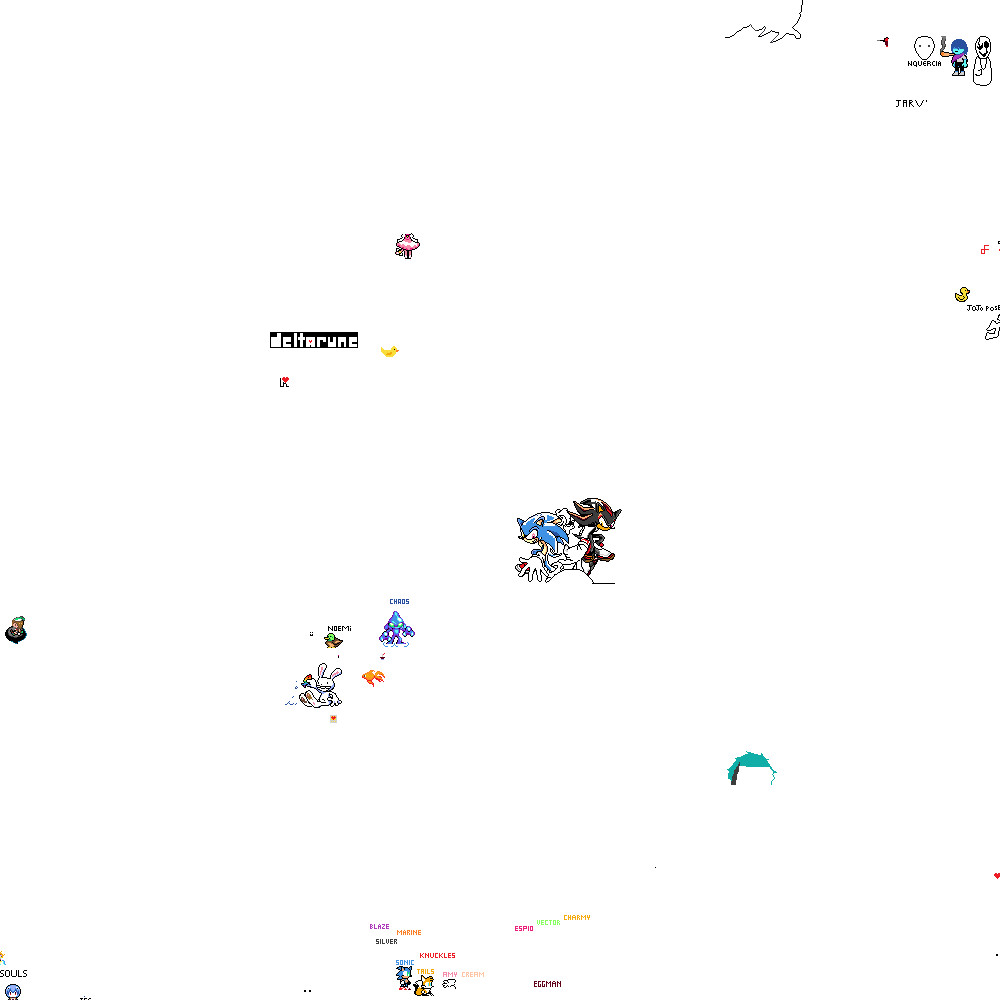 NQUERCIA
JARV'
JOJO POSE
deltarune
CHAOS
NOEMi
CHARMY
VECTOR
BLAZE
ESPIO
MARINE
SILVER
KNUCKLES
SONIC
TAILS
AMY CREAM
SOULS
EGGMAN